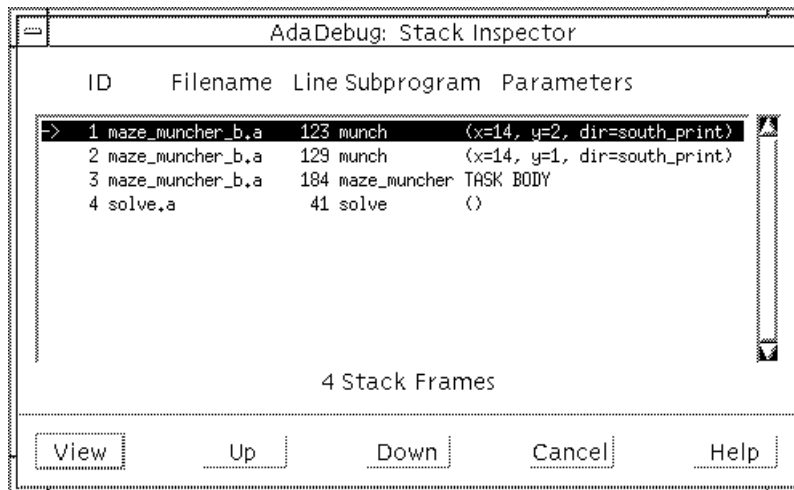 AdaDebug: Stack Inspector
ID Filename Line Subprogram Parameters
-> 1 maze_muncher_b.a 123 munch (x=14, y=2, dir=south_print)
2 maze_muncher_b.a 129 munch (x=14, y=1, dir=south_print)
3 maze_muncher_b.a 184 maze_muncher TASK BODY
4 solve.a 41 solve ()
4 Stack Frames
View Up Down Cancel Help